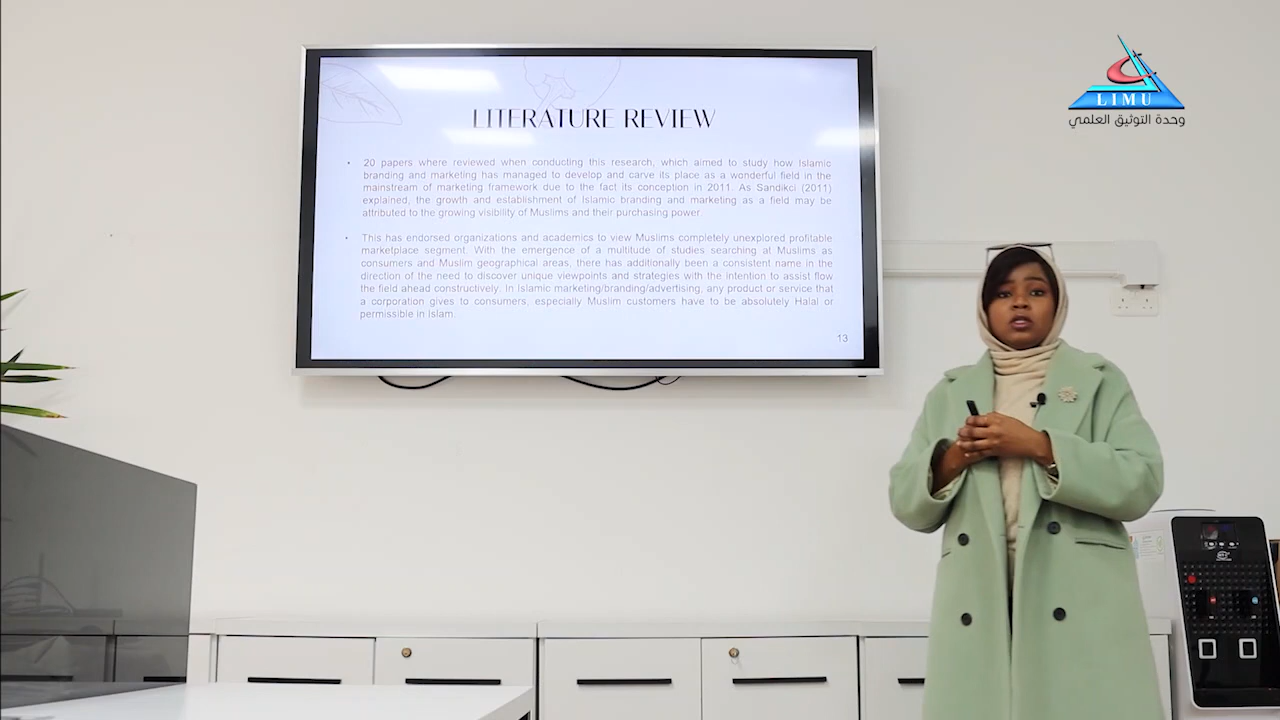 LIMU
وحدة التوثيق العلمي
LITERATURE REVIEW
• 20 papers where reviewed when conducting this research, which aimed to study how Islamic
branding and marketing has managed to develop and carve its place as a wonderful field in the
mainstream of marketing framework due to the fact its conception in 2011. As Sandikci (2011)
explained, the growth and establishment of Islamic branding and marketing as a field may be
attributed to the growing visibility of Muslims and their purchasing power.
• This has endorsed organizations and academics to view Muslims completely unexplored profitable
marketplace segment. With the emergence of a multitude of studies searching at Muslims as
consumers and Muslim geographical areas, there has additionally been a consistent name in the
direction of the need to discover unique viewpoints and strategies with the intention to assist flow
the field ahead constructively. In Islamic marketing/branding/advertising, any product or service that
a corporation gives to consumers, especially Muslim customers have to be absolutely Halal or
permissible in Islam.
13